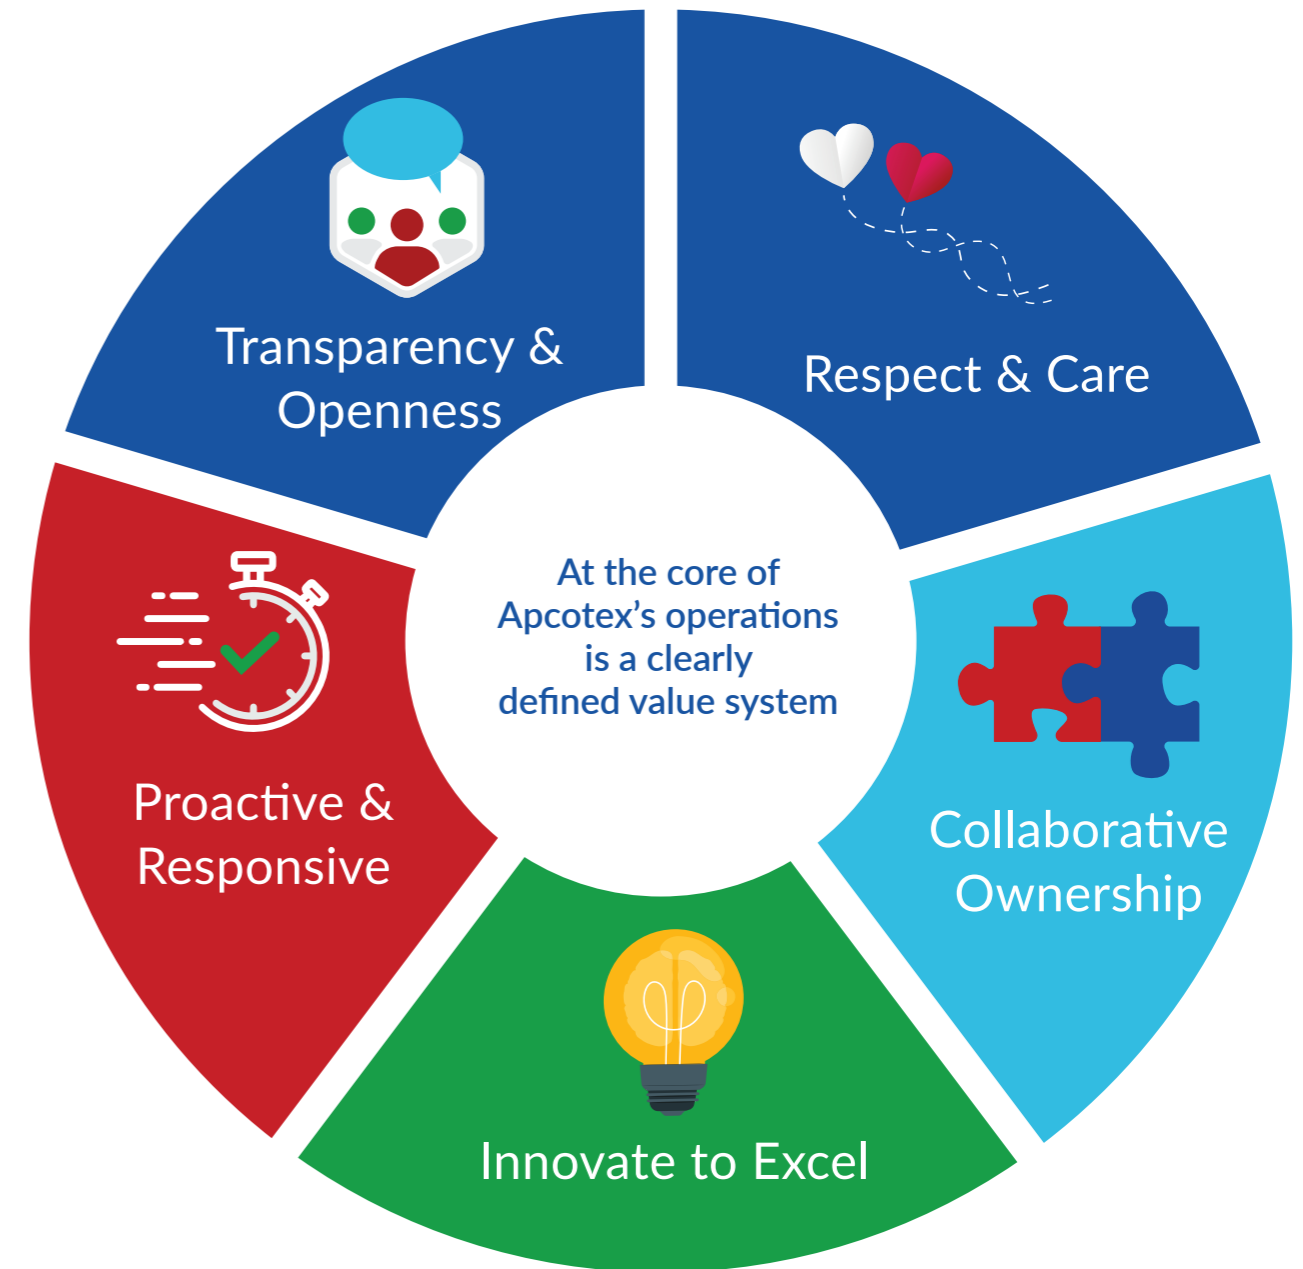 Transparency &
Openness
Respect & Care
At the core of
Apcotex’s operations
is a clearly
defined value system
Proactive &
Responsive
Collaborative
Ownership
Innovate to Excel